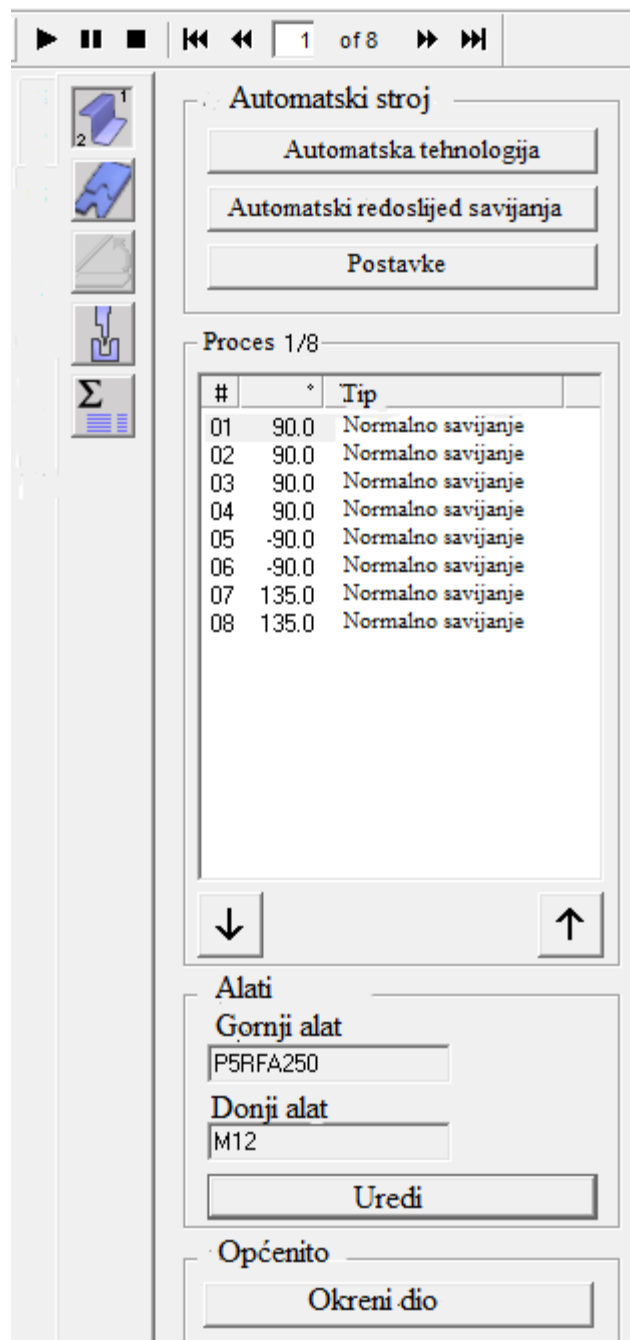 1 of 8
1
2
Automatski stroj
Automatska tehnologija
Automatski redoslijed savijanja
Postavke
Proces 1/8
# ° Tip
01 90.0 Normalno savijanje
02 90.0 Normalno savijanje
03 90.0 Normalno savijanje
04 90.0 Normalno savijanje
05 -90.0 Normalno savijanje
06 -90.0 Normalno savijanje
07 135.0 Normalno savijanje
08 135.0 Normalno savijanje
Σ
Alati
Gornji alat
P5RFA250
Donji alat
M12
Uredi
Općenito
Okreni dio